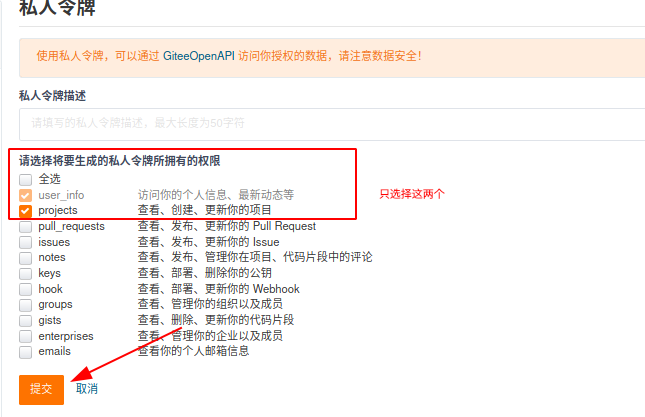 私人令牌
使用私人令牌，可以通过 GiteeOpenAPI 访问你授权的数据，请注意数据安全！
私人令牌描述
请填写的私人令牌描述，最大长度为50字符
请选择将要生成的私人令牌所拥有的权限
全选
user_info 访问你的个人信息、最新动态等
只选择这两个
projects 查看、创建、更新你的项目
pull_requests 查看、发布、更新你的 Pull Request
issues 查看、发布、更新你的 Issue
notes 查看、发布、管理你在项目、代码片段中的评论
keys 查看、部署、删除你的公钥
hook 查看、部署、更新你的 Webhook
groups 查看、管理你的组织以及成员
gists 查看、删除、更新你的代码片段
enterprises 查看、管理你的企业以及成员
emails 查看你的个人邮箱信息
提交 取消